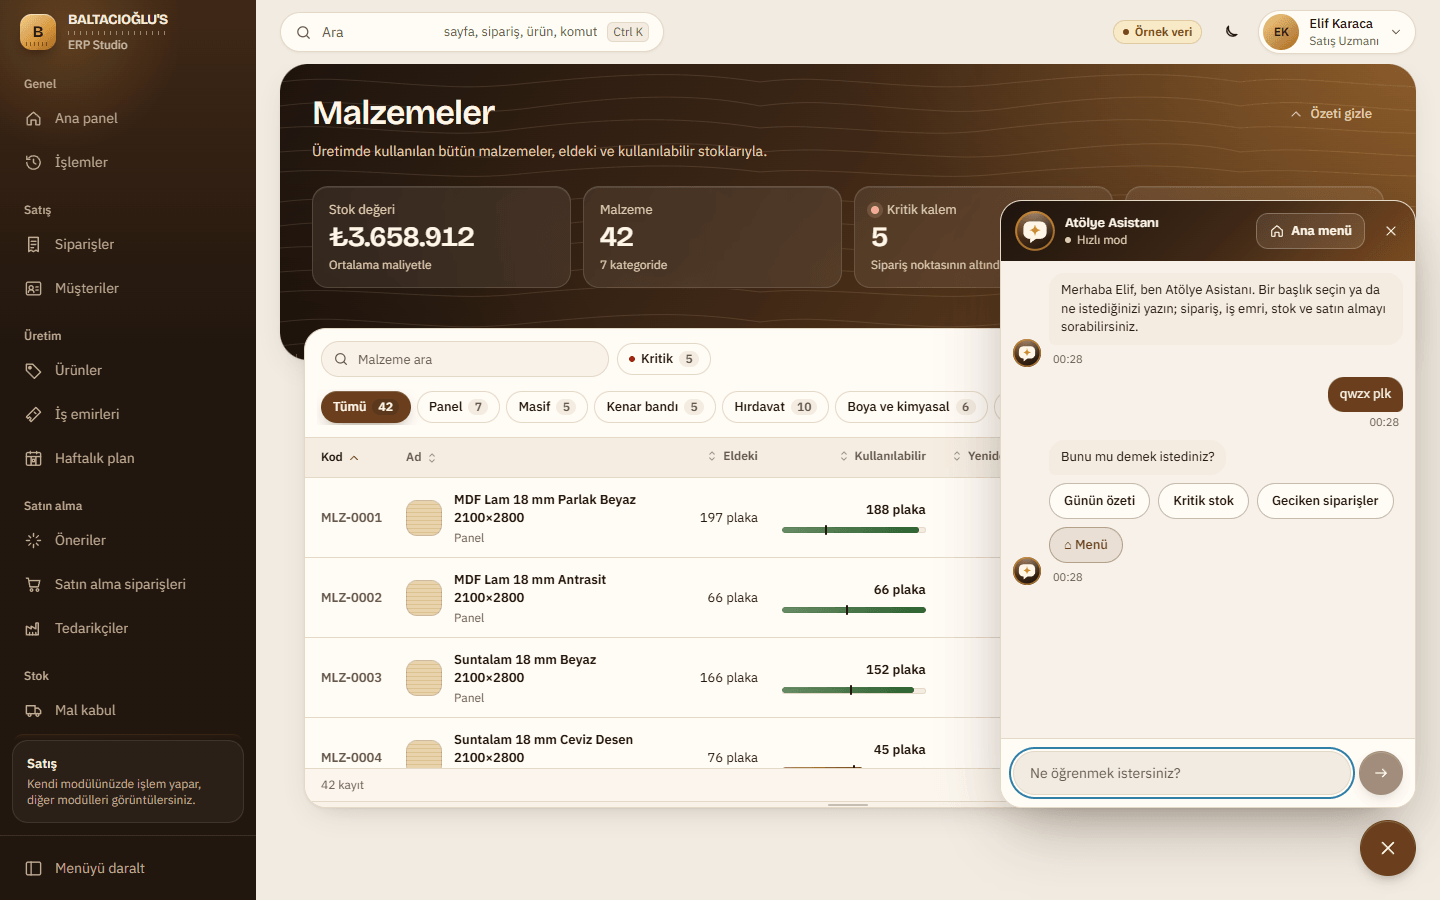 B
BALTACIOĞLU'S
ERP Studio
Genel
Ana panel
İşlemler
Satış
Siparişler
Müşteriler
Üretim
Ürünler
İş emirleri
Haftalık plan
Satın alma
Öneriler
Satın alma siparişleri
Tedarikçiler
Stok
Mal kabul
Satış
Kendi modülünüzde işlem yapar,
diğer modülleri görüntülersiniz.
Menüyü daralt
Ara
sayfa, sipariş, ürün, komut
Ctrl K
Örnek veri
EK
Elif Karaca
Satış Uzmanı
Malzemeler
Özeti gizle
Üretimde kullanılan bütün malzemeler, eldeki ve kullanılabilir stoklarıyla.
Stok değeri
₺3.658.912
Ortalama maliyetle
Malzeme
42
7 kategoride
Kritik kalem
5
Sipariş noktasının altınd
Malzeme ara
Kritik 5
Tümü 42
Panel 7
Masif 5
Kenar bandı 5
Hırdavat 10
Boya ve kimyasal 6
Kod
Ad
Eldeki
Kullanılabilir
Yenid
MLZ-0001
MDF Lam 18 mm Parlak Beyaz
2100×2800
Panel
197 plaka
188 plaka
MLZ-0002
MDF Lam 18 mm Antrasit
2100×2800
Panel
66 plaka
66 plaka
MLZ-0003
Suntalam 18 mm Beyaz
2100×2800
Panel
166 plaka
152 plaka
MLZ-0004
Suntalam 18 mm Ceviz Desen
2100×2800
76 plaka
45 plaka
42 kayıt
Atölye Asistanı
Hızlı mod
Ana menü
Merhaba Elif, ben Atölye Asistanı. Bir başlık seçin ya da
ne istediğinizi yazın; sipariş, iş emri, stok ve satın almayı
sorabilirsiniz.
00:28
qwzx plk
00:28
Bunu mu demek istediniz?
Günün özeti
Kritik stok
Geciken siparişler
⌂ Menü
00:28
Ne öğrenmek istersiniz?